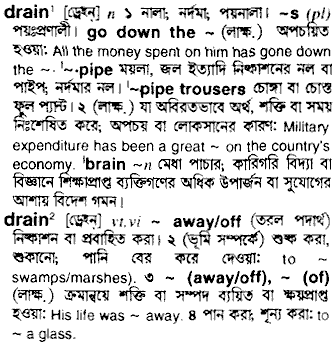 drain¹ [ড্রেইন্] n ১ নালা; নর্দমা; পয়নালা। ~s (pl)
পয়ঃপ্রণালী। go down the ~ (লাক্ষ.) অপচয়িত
হওয়া: All the money spent on him has gone down
the ~. ˈ~-pipe ময়লা, জল ইত্যাদি নিষ্কাশনের নল বা
পাইপ; নর্দমার নল। ˈ~-pipe trousers চোঙ্গা বা চোস্ত
ফুল প্যান্ট। ২ (লাক্ষ.) যা অবিরতভাবে অর্থ, শক্তি বা সময়
নিঃশেষিত করে; অপচয় বা লোকসানের কারণ: Military
expenditure has been a great ~ on the country's
economy. ˈbrain ~n মেধা পাচার; কারিগরি বিদ্যা বা
বিজ্ঞানে শিক্ষাপ্রাপ্ত ব্যক্তিগণের অধিক উপার্জন বা সুযোগের
আশায় বিদেশ গমন।
drain² [ড্রেইন্] vt,vi ~ away/off (তরল পদার্থ)
নিষ্কাশন বা প্রবাহিত করা। ২ (ভূমি সম্পর্কে) শুষ্ক করা,
শুকানো; পানি বের করে দেওয়া: to ~
swamps/marshes). ৩ ~ (away/off), ~ (of)
(লাক্ষ.) ক্রমান্বয়ে শক্তি বা সম্পদ ব্যয়িত বা ক্ষয়প্রাপ্ত
হওয়া: His life was ~ away. ৪ পান করা; শূন্য করা: to
~ a glass.